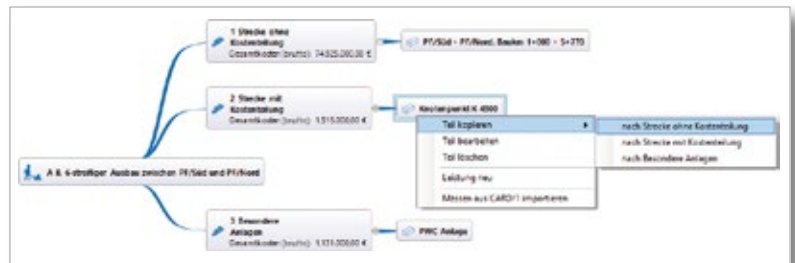 1 Strecke ohne
Kostenteilung
Gesamtkosten (brutto): 74.925.000,00 €
PF/Süd - PF/Nord, Baukm 1+000 - 5+270
2 Strecke mit
Kostenteilung
Gesamtkosten (brutto): 1.515.000,00 €
Knotenpunkt K 4500
Teil kopieren
nach Strecke ohne Kostenteilung
Teil bearbeiten
nach Strecke mit Kostenteilung
Teil löschen
nach Besondere Anlagen
A 8, 6-streifiger Ausbau zwischen PF/Süd und PF/Nord
Leistung neu
Massen aus CARD/1 importieren
3 Besondere
Anlagen
Gesamtkosten (brutto): 1.131.000,00 €
PWC Anlage